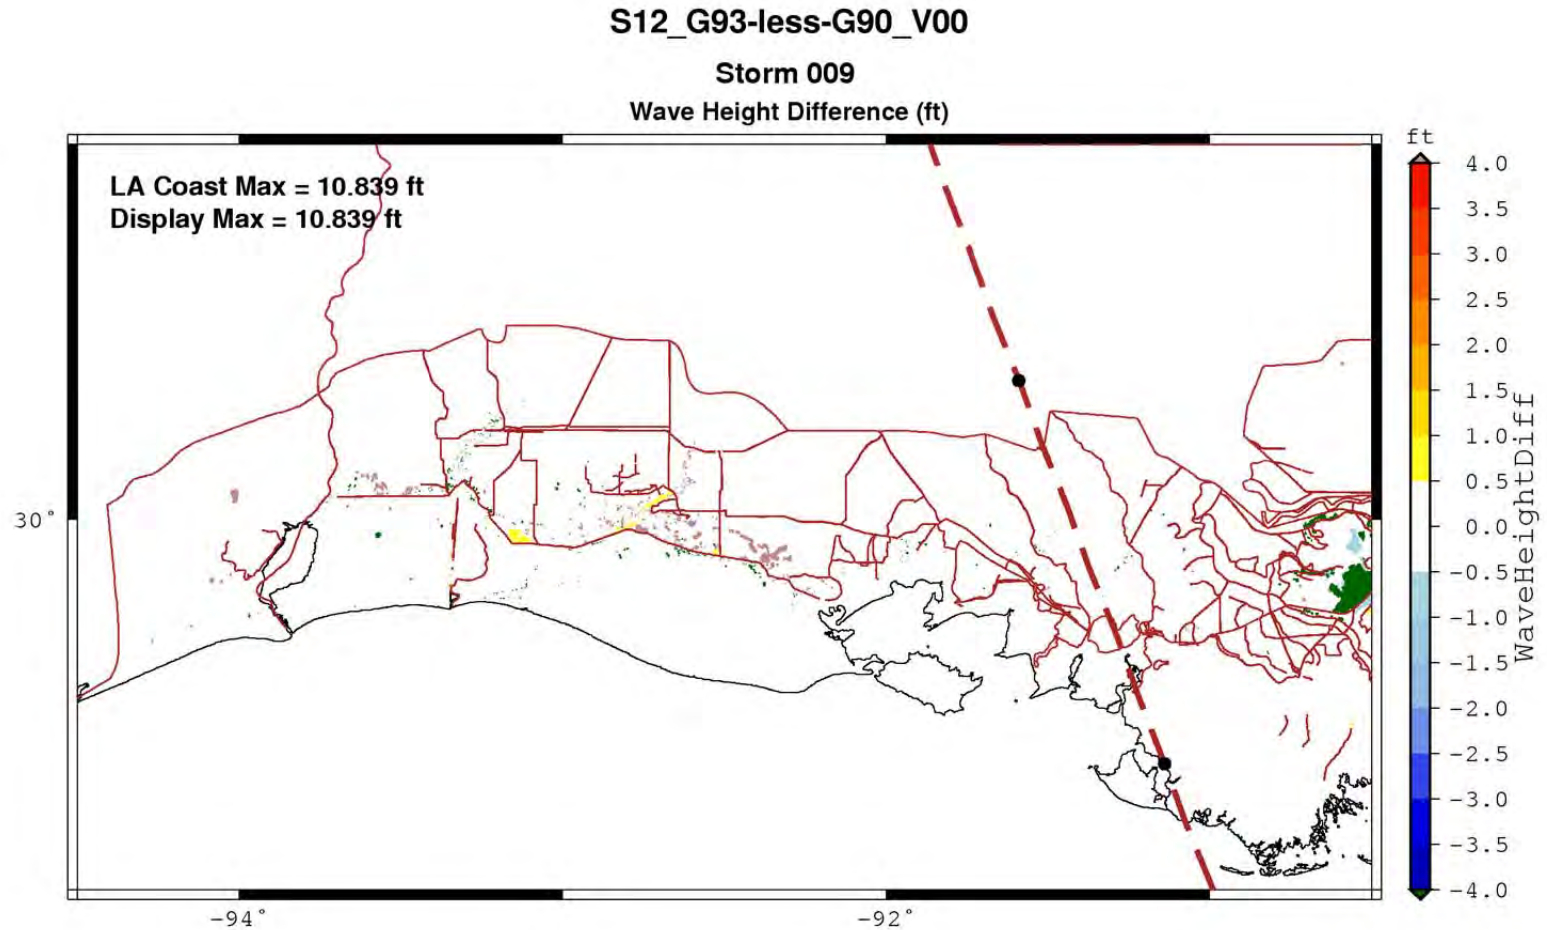 S12_G93-less-G90_V00
Storm 009
Wave Height Difference (ft)
LA Coast Max = 10.839 ft
Display Max = 10.839 ft
ft
4.0
3.5
3.0
2.5
2.0
1.5
1.0
0.5
0.0
-0.5
-1.0
-1.5
-2.0
-2.5
-3.0
-3.5
-4.0
WaveHeightDiff
30°
-94°
-92°